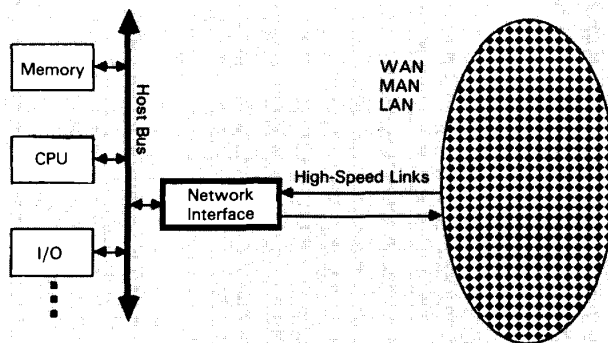 Memory
CPU
I/O
Host Bus
Network
Interface
High-Speed Links
WAN
MAN
LAN